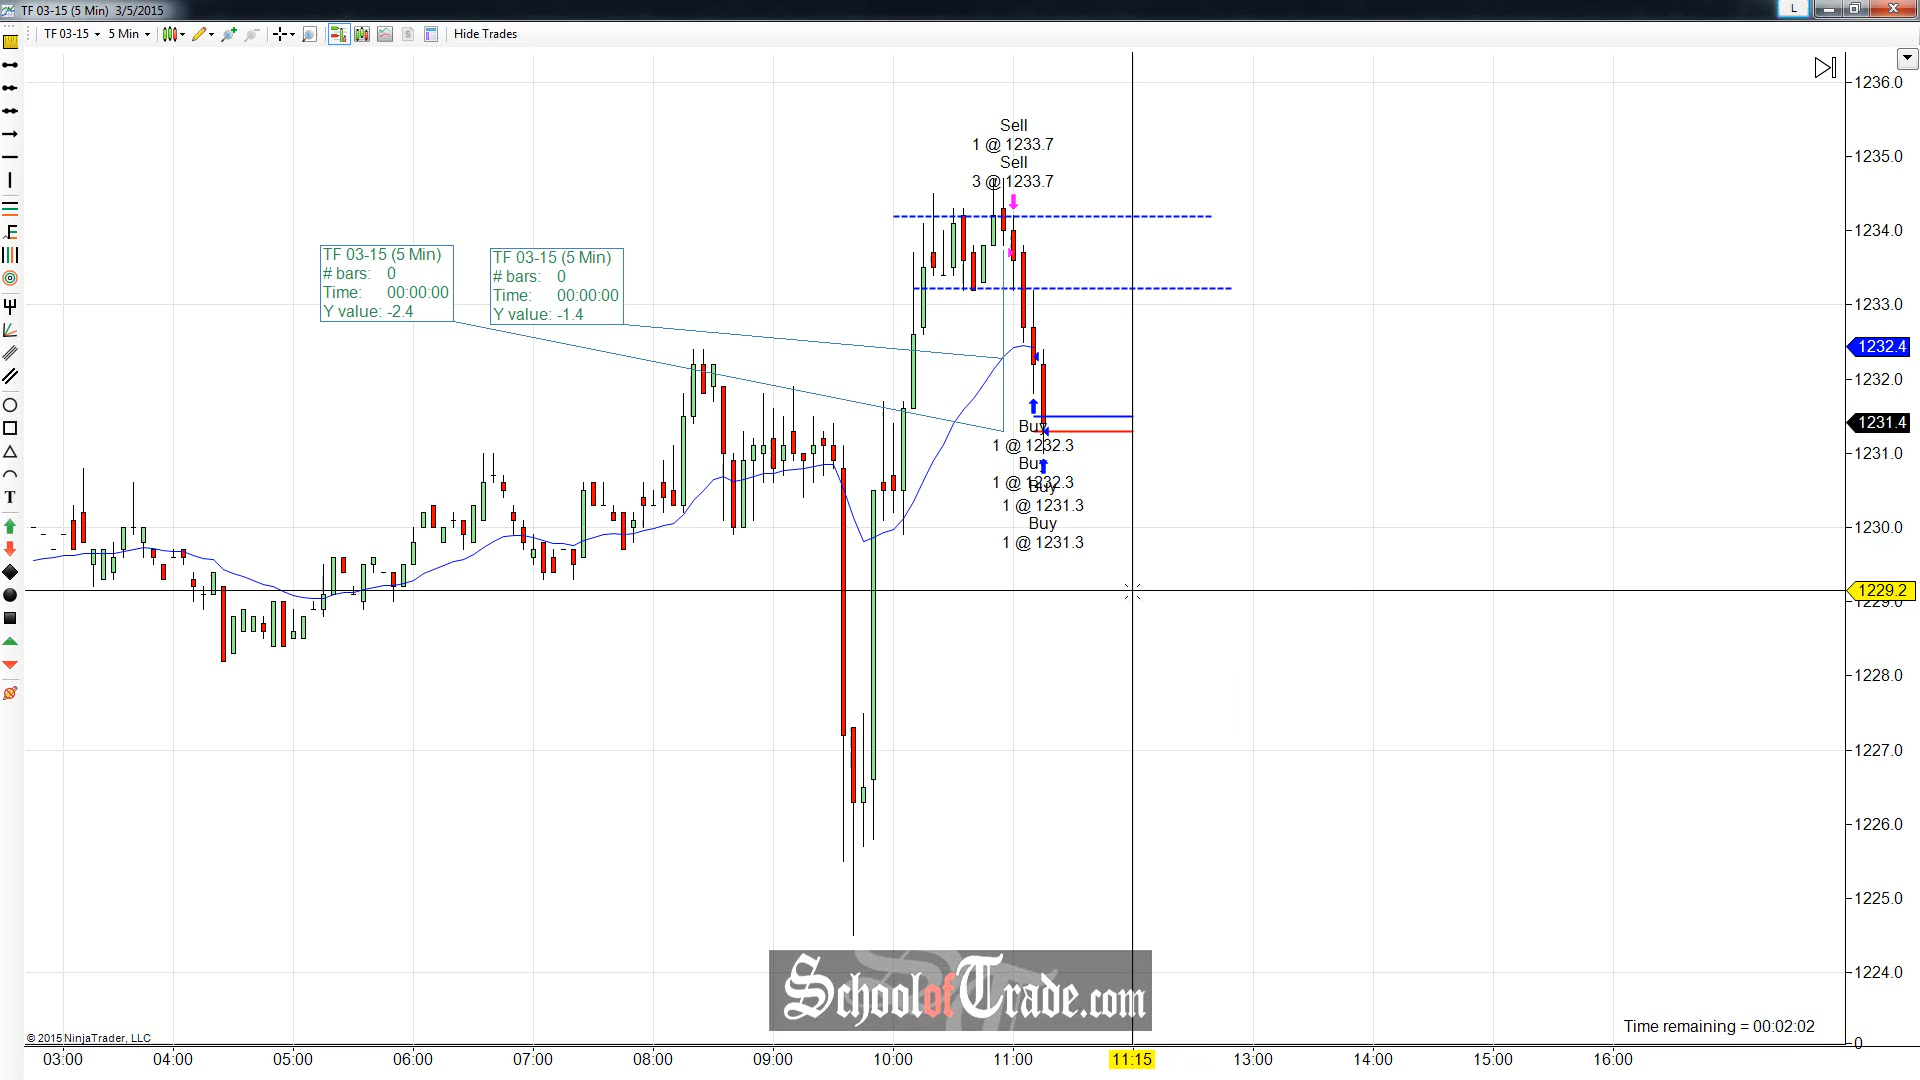 TF 03-15 (5 Min) 3/5/2015
L
TF 03-15 5 Min Hide Trades
1236.0
1235.0
1234.0
1233.0
1232.4
1232.0
1231.4
1231.0
1230.0
1229.2
1229.0
1228.0
1227.0
1226.0
1225.0
1224.0
0
Sell
1 @ 1233.7
Sell
3 @ 1233.7
TF 03-15 (5 Min)
# bars: 0
Time: 00:00:00
Y value: -2.4
TF 03-15 (5 Min)
# bars: 0
Time: 00:00:00
Y value: -1.4
Buy
1 @ 1232.3
Buy
1 @ 1232.3
Buy
1 @ 1231.3
Buy
1 @ 1231.3
SchoolofTrade.com
Time remaining = 00:02:02
© 2015 NinjaTrader, LLC
03:00 04:00 05:00 06:00 07:00 08:00 09:00 10:00 11:00 11:15 13:00 14:00 15:00 16:00